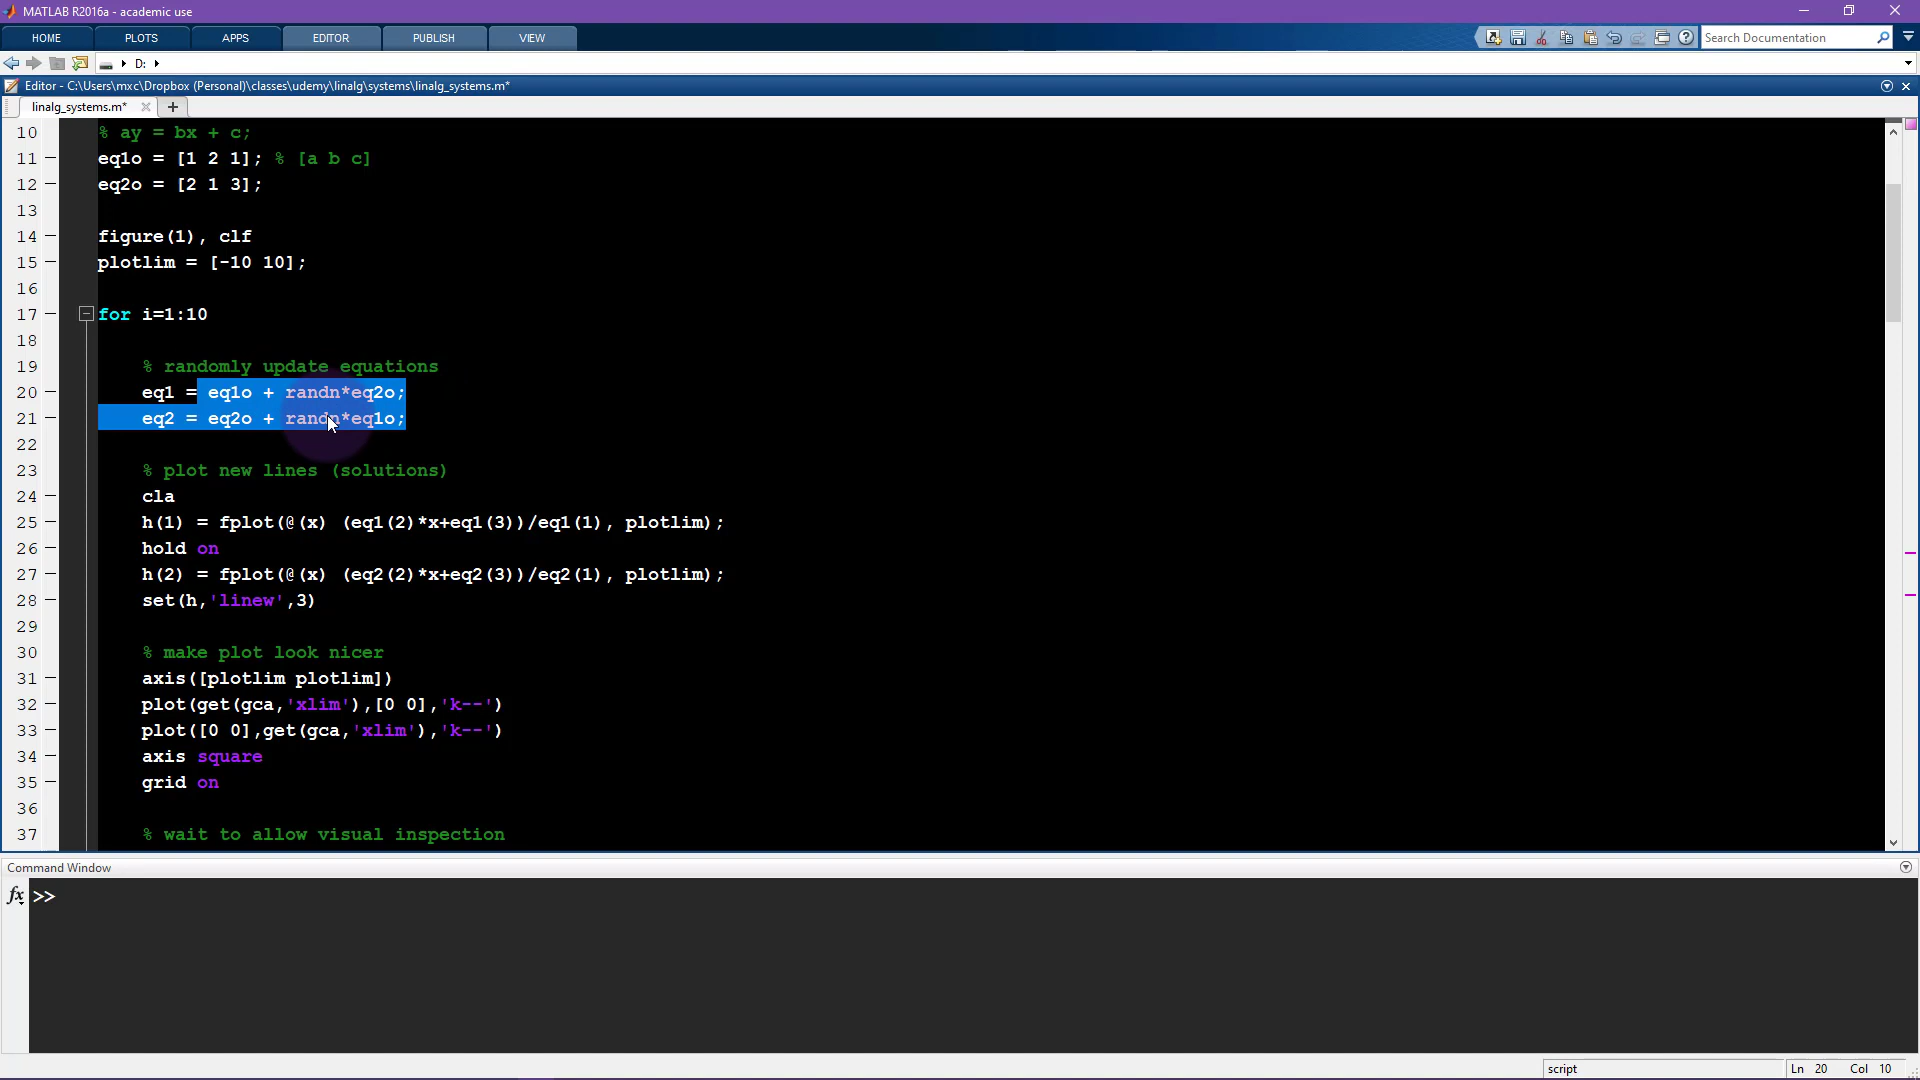 MATLAB R2016a - academic use
HOME PLOTS APPS EDITOR PUBLISH VIEW Search Documentation
D:
Editor - C:\Users\mxc\Dropbox (Personal)\classes\udemy\linalg\systems\linalg_systems.m*
linalg_systems.m*
10 % ay = bx + c;
11 eq1o = [1 2 1]; % [a b c]
12 eq2o = [2 1 3];
13
14 figure(1), clf
15 plotlim = [-10 10];
16
17 for i=1:10
18
19 % randomly update equations
20 eq1 = eq1o + randn*eq2o;
21 eq2 = eq2o + randn*eq1o;
22
23 % plot new lines (solutions)
24 cla
25 h(1) = fplot(@(x) (eq1(2)*x+eq1(3))/eq1(1), plotlim);
26 hold on
27 h(2) = fplot(@(x) (eq2(2)*x+eq2(3))/eq2(1), plotlim);
28 set(h,'linew',3)
29
30 % make plot look nicer
31 axis([plotlim plotlim])
32 plot(get(gca,'xlim'),[0 0],'k--')
33 plot([0 0],get(gca,'xlim'),'k--')
34 axis square
35 grid on
36
37 % wait to allow visual inspection
Command Window
fx >>
script Ln 20 Col 10